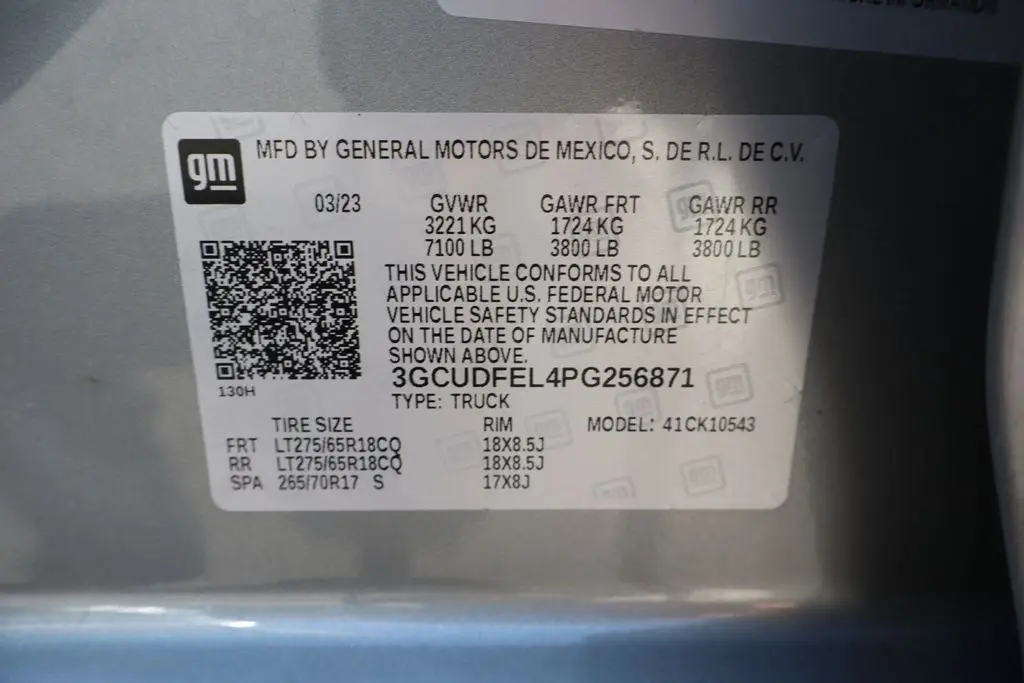 gm
MFD BY GENERAL MOTORS DE MEXICO, S. DE R.L. DE C.V.
03/23 GVWR GAWR FRT GAWR RR
3221 KG 1724 KG 1724 KG
7100 LB 3800 LB 3800 LB
THIS VEHICLE CONFORMS TO ALL
APPLICABLE U.S. FEDERAL MOTOR
VEHICLE SAFETY STANDARDS IN EFFECT
ON THE DATE OF MANUFACTURE
SHOWN ABOVE.
3GCUDFEL4PG256871
130H
TYPE: TRUCK
TIRE SIZE RIM MODEL: 41CK10543
FRT LT275/65R18CQ 18X8.5J
RR LT275/65R18CQ 18X8.5J
SPA 265/70R17 S 17X8J